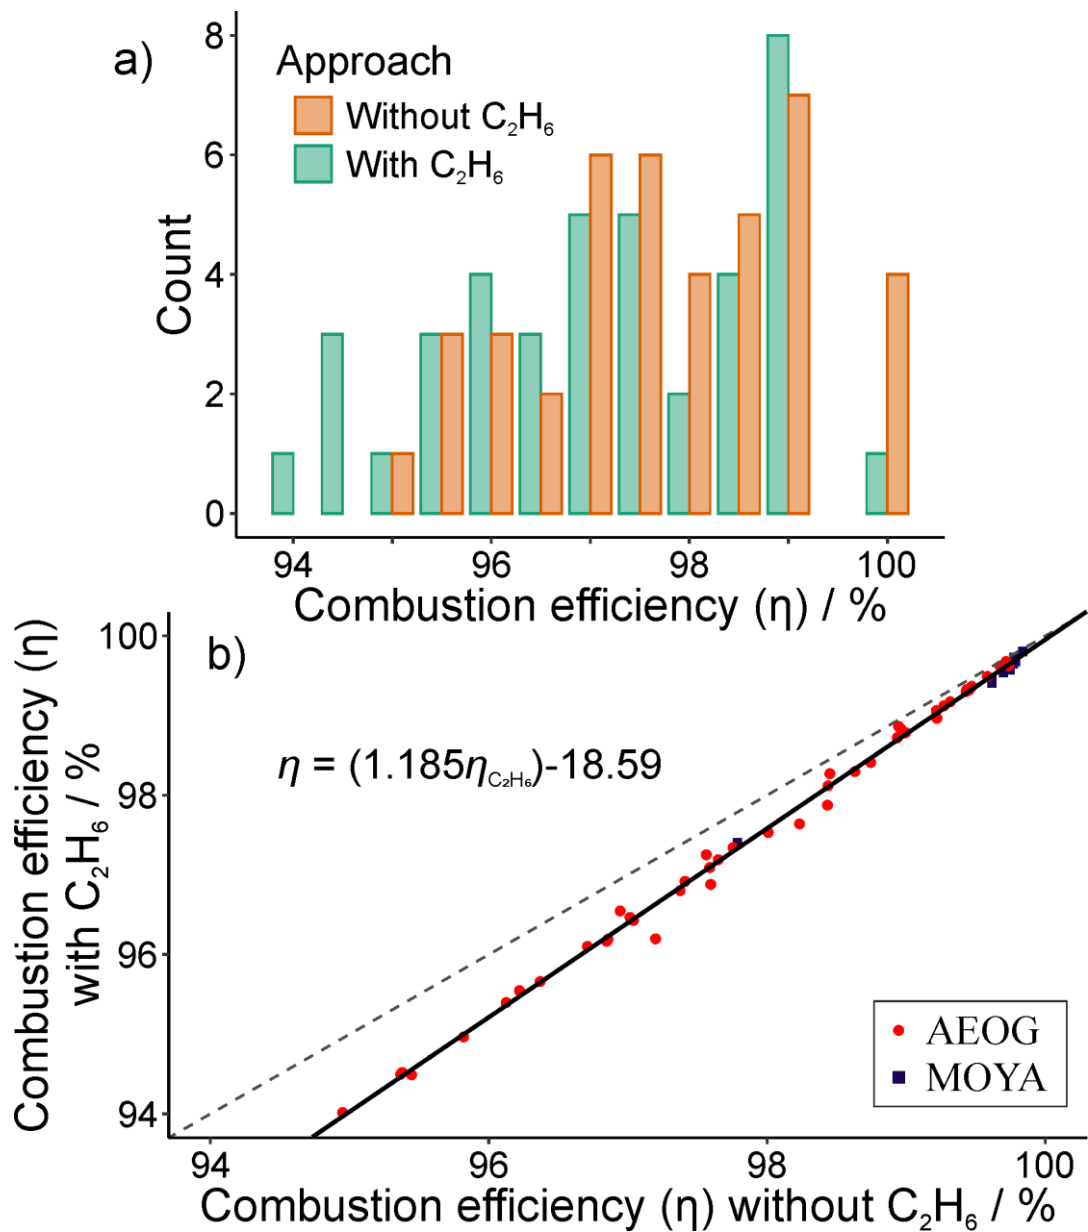 a)
Approach
Without C₂H₆
With C₂H₆
Count
8
6
4
2
0
94 96 98 100
Combustion efficiency (η) / %
b)
Combustion efficiency (η)
with C₂H₆ / %
100
98
96
94
η = (1.185η_C₂H₆)-18.59
AEOG
MOYA
94 96 98 100
Combustion efficiency (η) without C₂H₆ / %